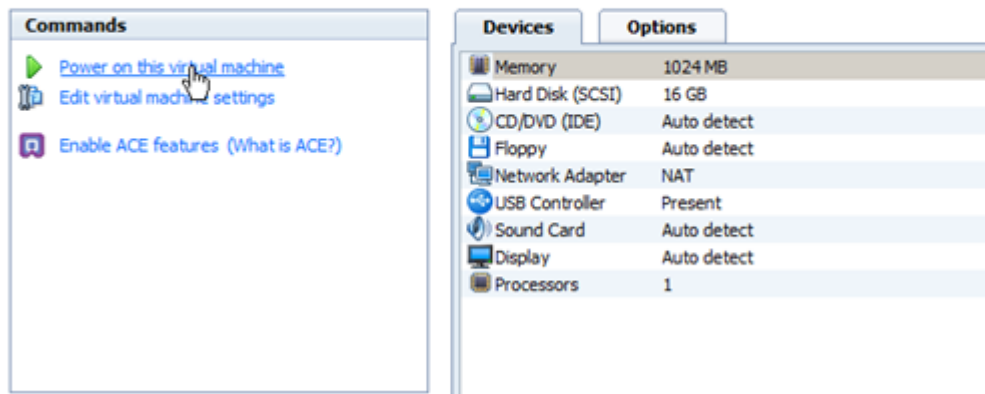 Commands
Power on this virtual machine
Edit virtual machine settings
Enable ACE features (What is ACE?)
Devices Options
Memory 1024 MB
Hard Disk (SCSI) 16 GB
CD/DVD (IDE) Auto detect
Floppy Auto detect
Network Adapter NAT
USB Controller Present
Sound Card Auto detect
Display Auto detect
Processors 1